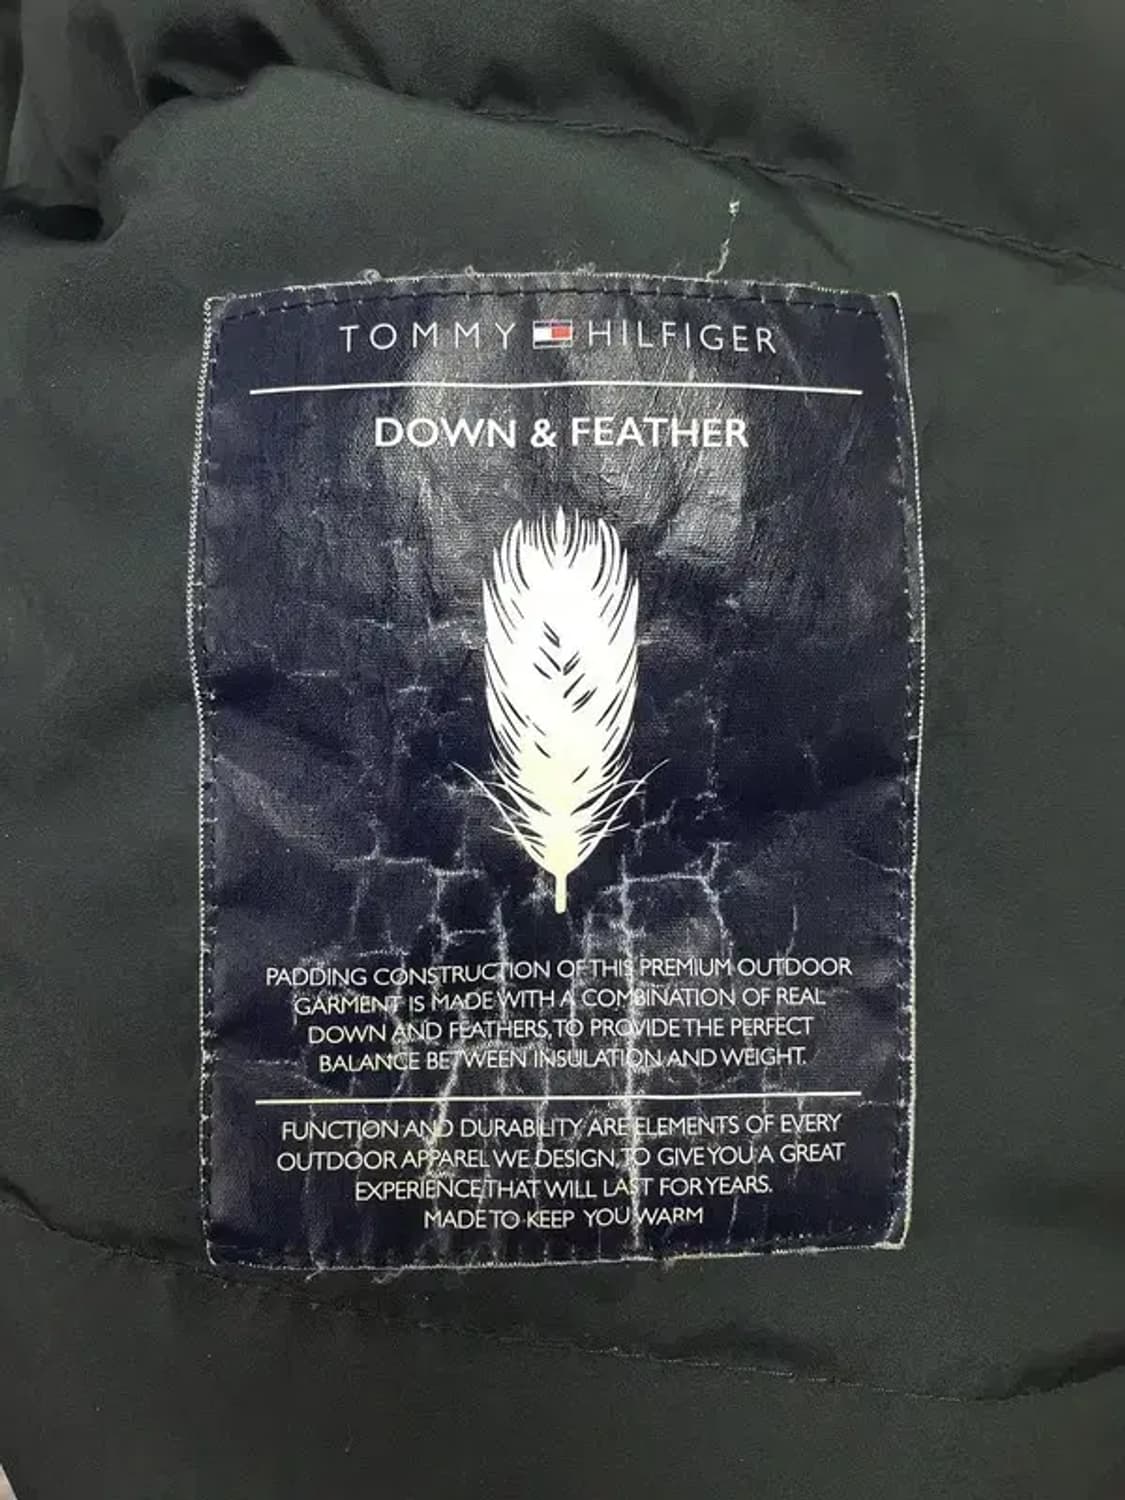 TOMMY HILFIGER
DOWN & FEATHER
PADDING CONSTRUCTION OF THIS PREMIUM OUTDOOR
GARMENT IS MADE WITH A COMBINATION OF REAL
DOWN AND FEATHERS, TO PROVIDE THE PERFECT
BALANCE BETWEEN INSULATION AND WEIGHT.
FUNCTION AND DURABILITY ARE ELEMENTS OF EVERY
OUTDOOR APPAREL WE DESIGN, TO GIVE YOU A GREAT
EXPERIENCE THAT WILL LAST FOR YEARS.
MADE TO KEEP YOU WARM